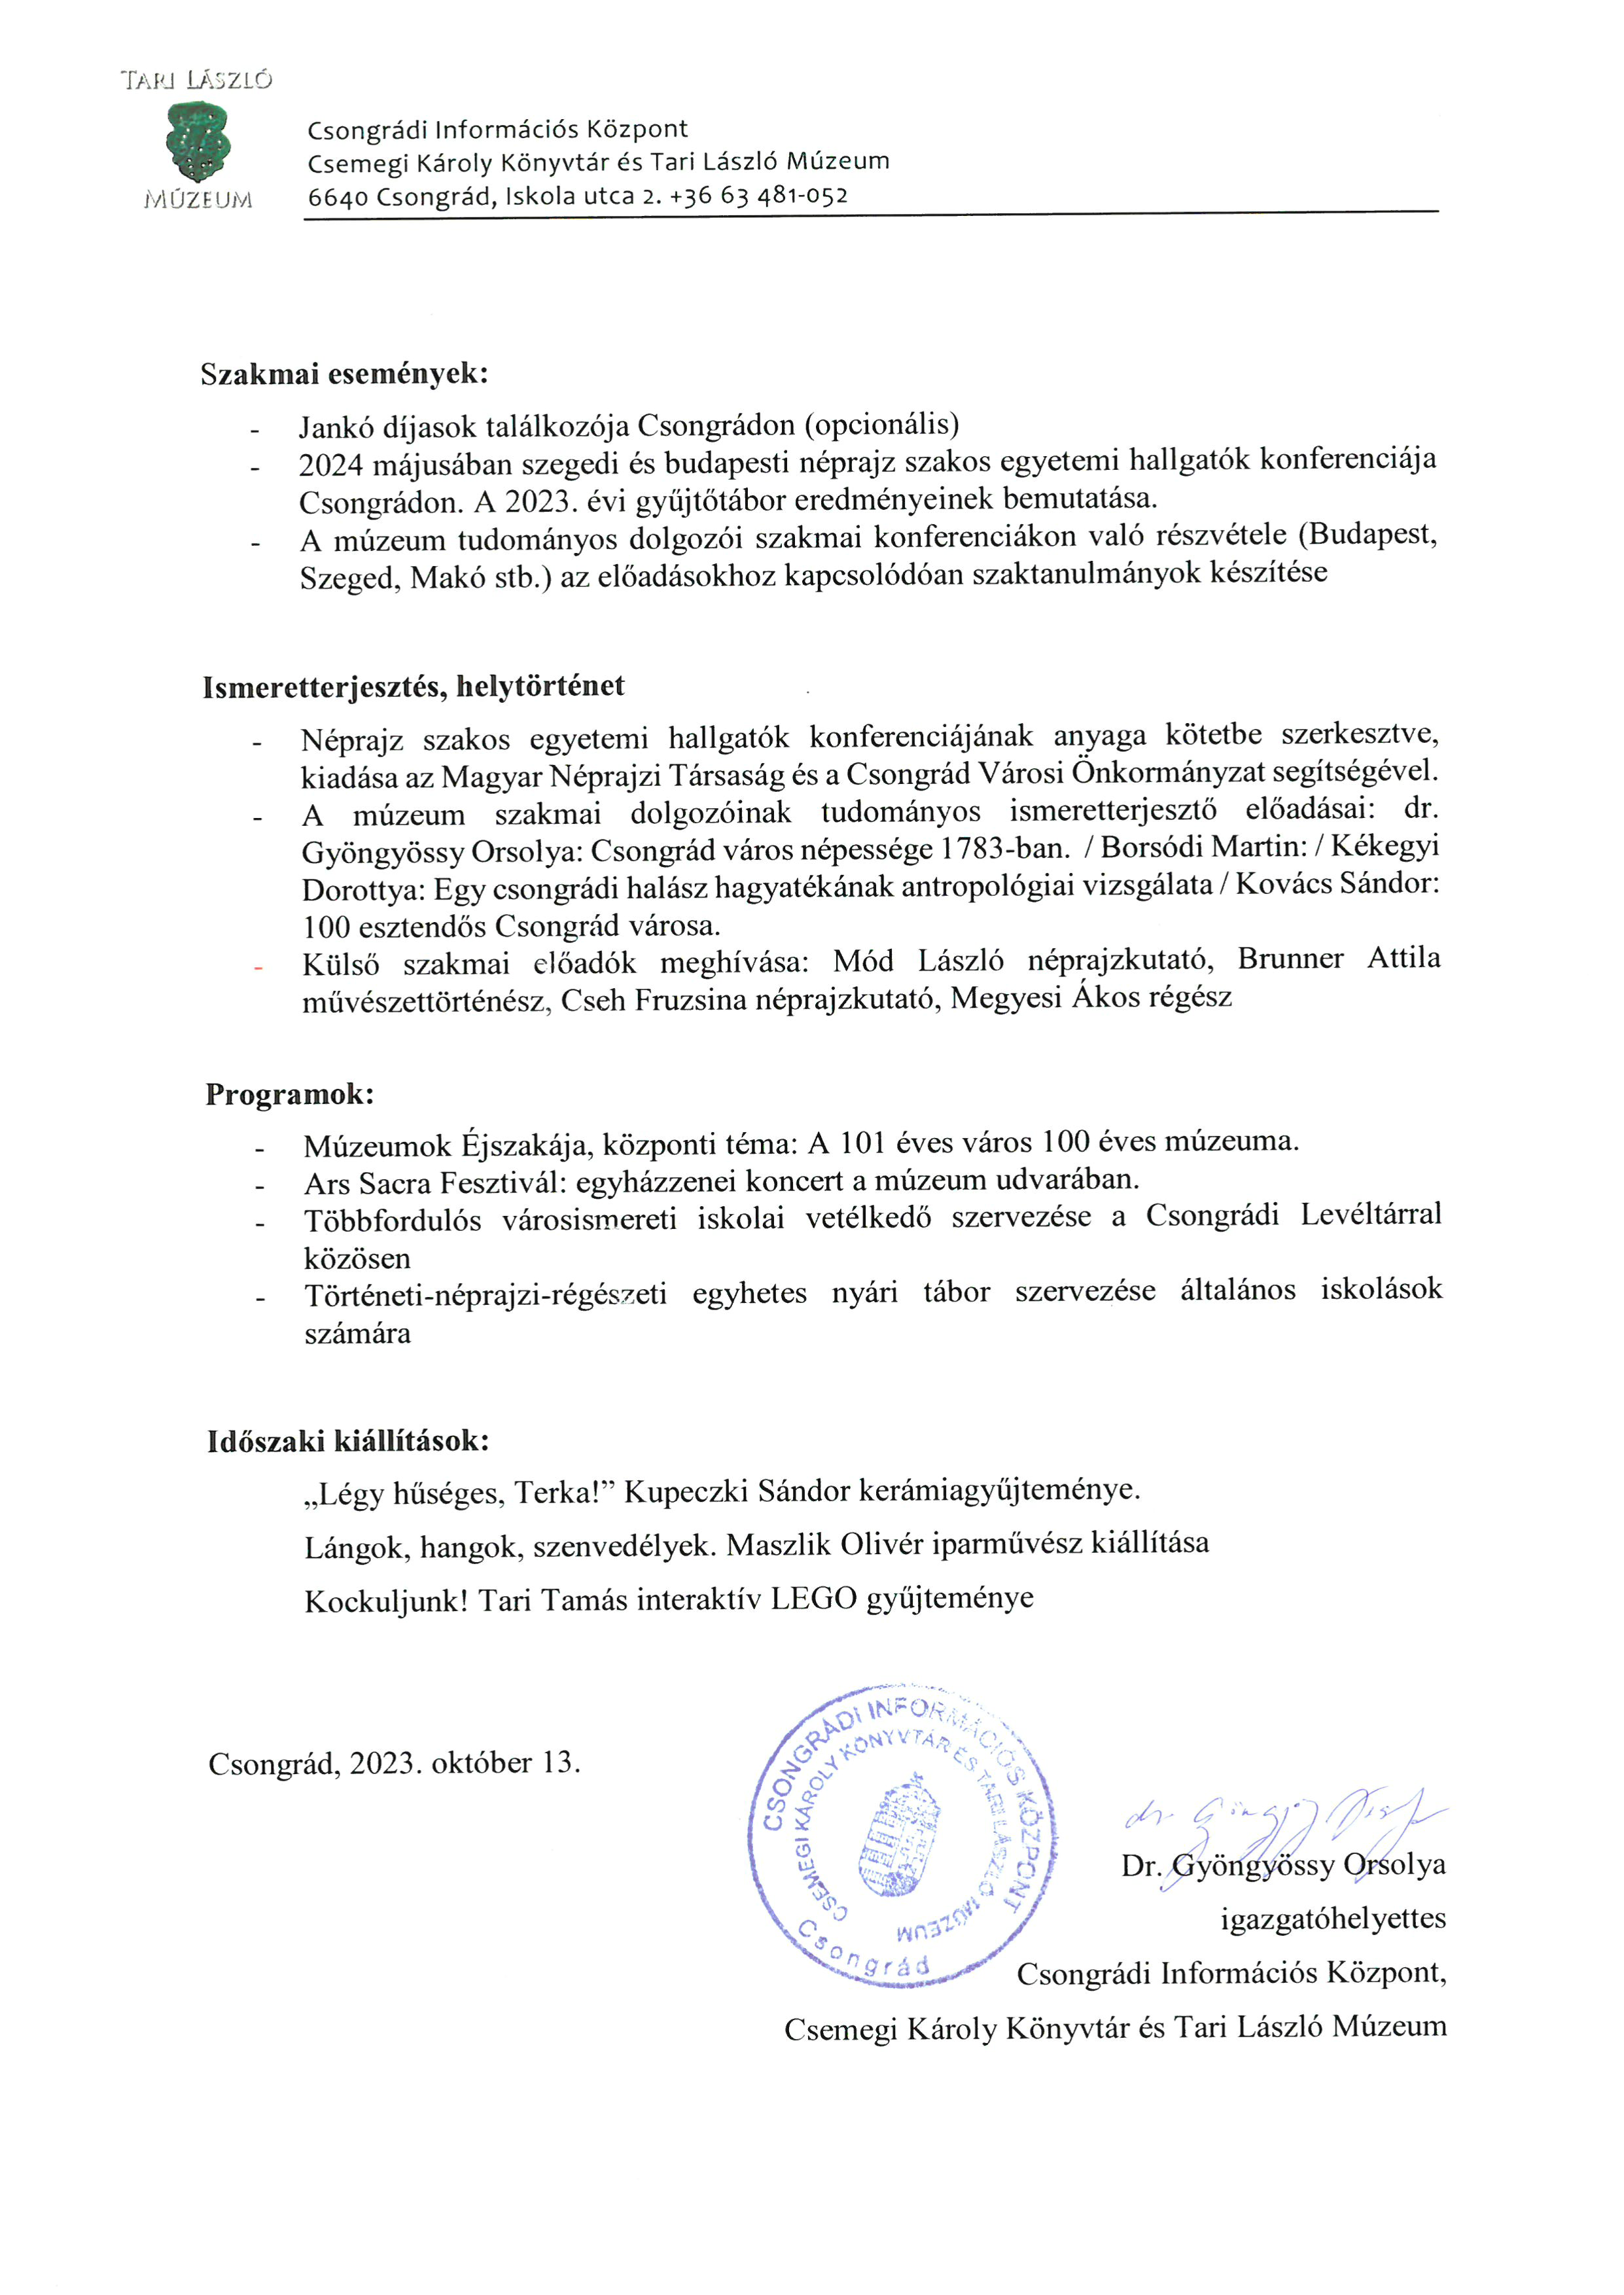 TARI LÁSZLÓ
MÚZEUM
Csongrádi Információs Központ
Csemegi Károly Könyvtár és Tari László Múzeum
6640 Csongrád, Iskola utca 2. +36 63 481-052
Szakmai események:
- Jankó díjasok találkozója Csongrádon (opcionális)
- 2024 májusában szegedi és budapesti néprajz szakos egyetemi hallgatók konferenciája
Csongrádon. A 2023. évi gyűjtőtábor eredményeinek bemutatása.
- A múzeum tudományos dolgozói szakmai konferenciákon való részvétele (Budapest,
Szeged, Makó stb.) az előadásokhoz kapcsolódóan szaktanulmányok készítése
Ismeretterjesztés, helytörténet
- Néprajz szakos egyetemi hallgatók konferenciájának anyaga kötetbe szerkesztve,
kiadása az Magyar Néprajzi Társaság és a Csongrád Városi Önkormányzat segítségével.
- A múzeum szakmai dolgozóinak tudományos ismeretterjesztő előadásai: dr.
Gyöngyössy Orsolya: Csongrád város népessége 1783-ban. / Borsódi Martin: / Kékegyi
Dorottya: Egy csongrádi halász hagyatékának antropológiai vizsgálata / Kovács Sándor:
100 esztendős Csongrád városa.
- Külső szakmai előadók meghívása: Mód László néprajzkutató, Brunner Attila
művészettörténész, Cseh Fruzsina néprajzkutató, Megyesi Ákos régész
Programok:
- Múzeumok Éjszakája, központi téma: A 101 éves város 100 éves múzeuma.
- Ars Sacra Fesztivál: egyházzenei koncert a múzeum udvarában.
- Többfordulós városismereti iskolai vetélkedő szervezése a Csongrádi Levéltárral
közösen
- Történeti-néprajzi-régészeti egyhetes nyári tábor szervezése általános iskolások
számára
Időszaki kiállítások:
„Légy hűséges, Terka!” Kupeczki Sándor kerámiagyűjteménye.
Lángok, hangok, szenvedélyek. Maszlik Olivér iparművész kiállítása
Kockuljunk! Tari Tamás interaktív LEGO gyűjteménye
Csongrád, 2023. október 13.
CSONGRÁDI INFORMÁCIÓS KÖZPONT
CSEMEGI KÁROLY KÖNYVTÁR ÉS TARI LÁSZLÓ MÚZEUM
Csongrád
dr.
Dr. Gyöngyössy Orsolya
igazgatóhelyettes
Csongrádi Információs Központ,
Csemegi Károly Könyvtár és Tari László Múzeum